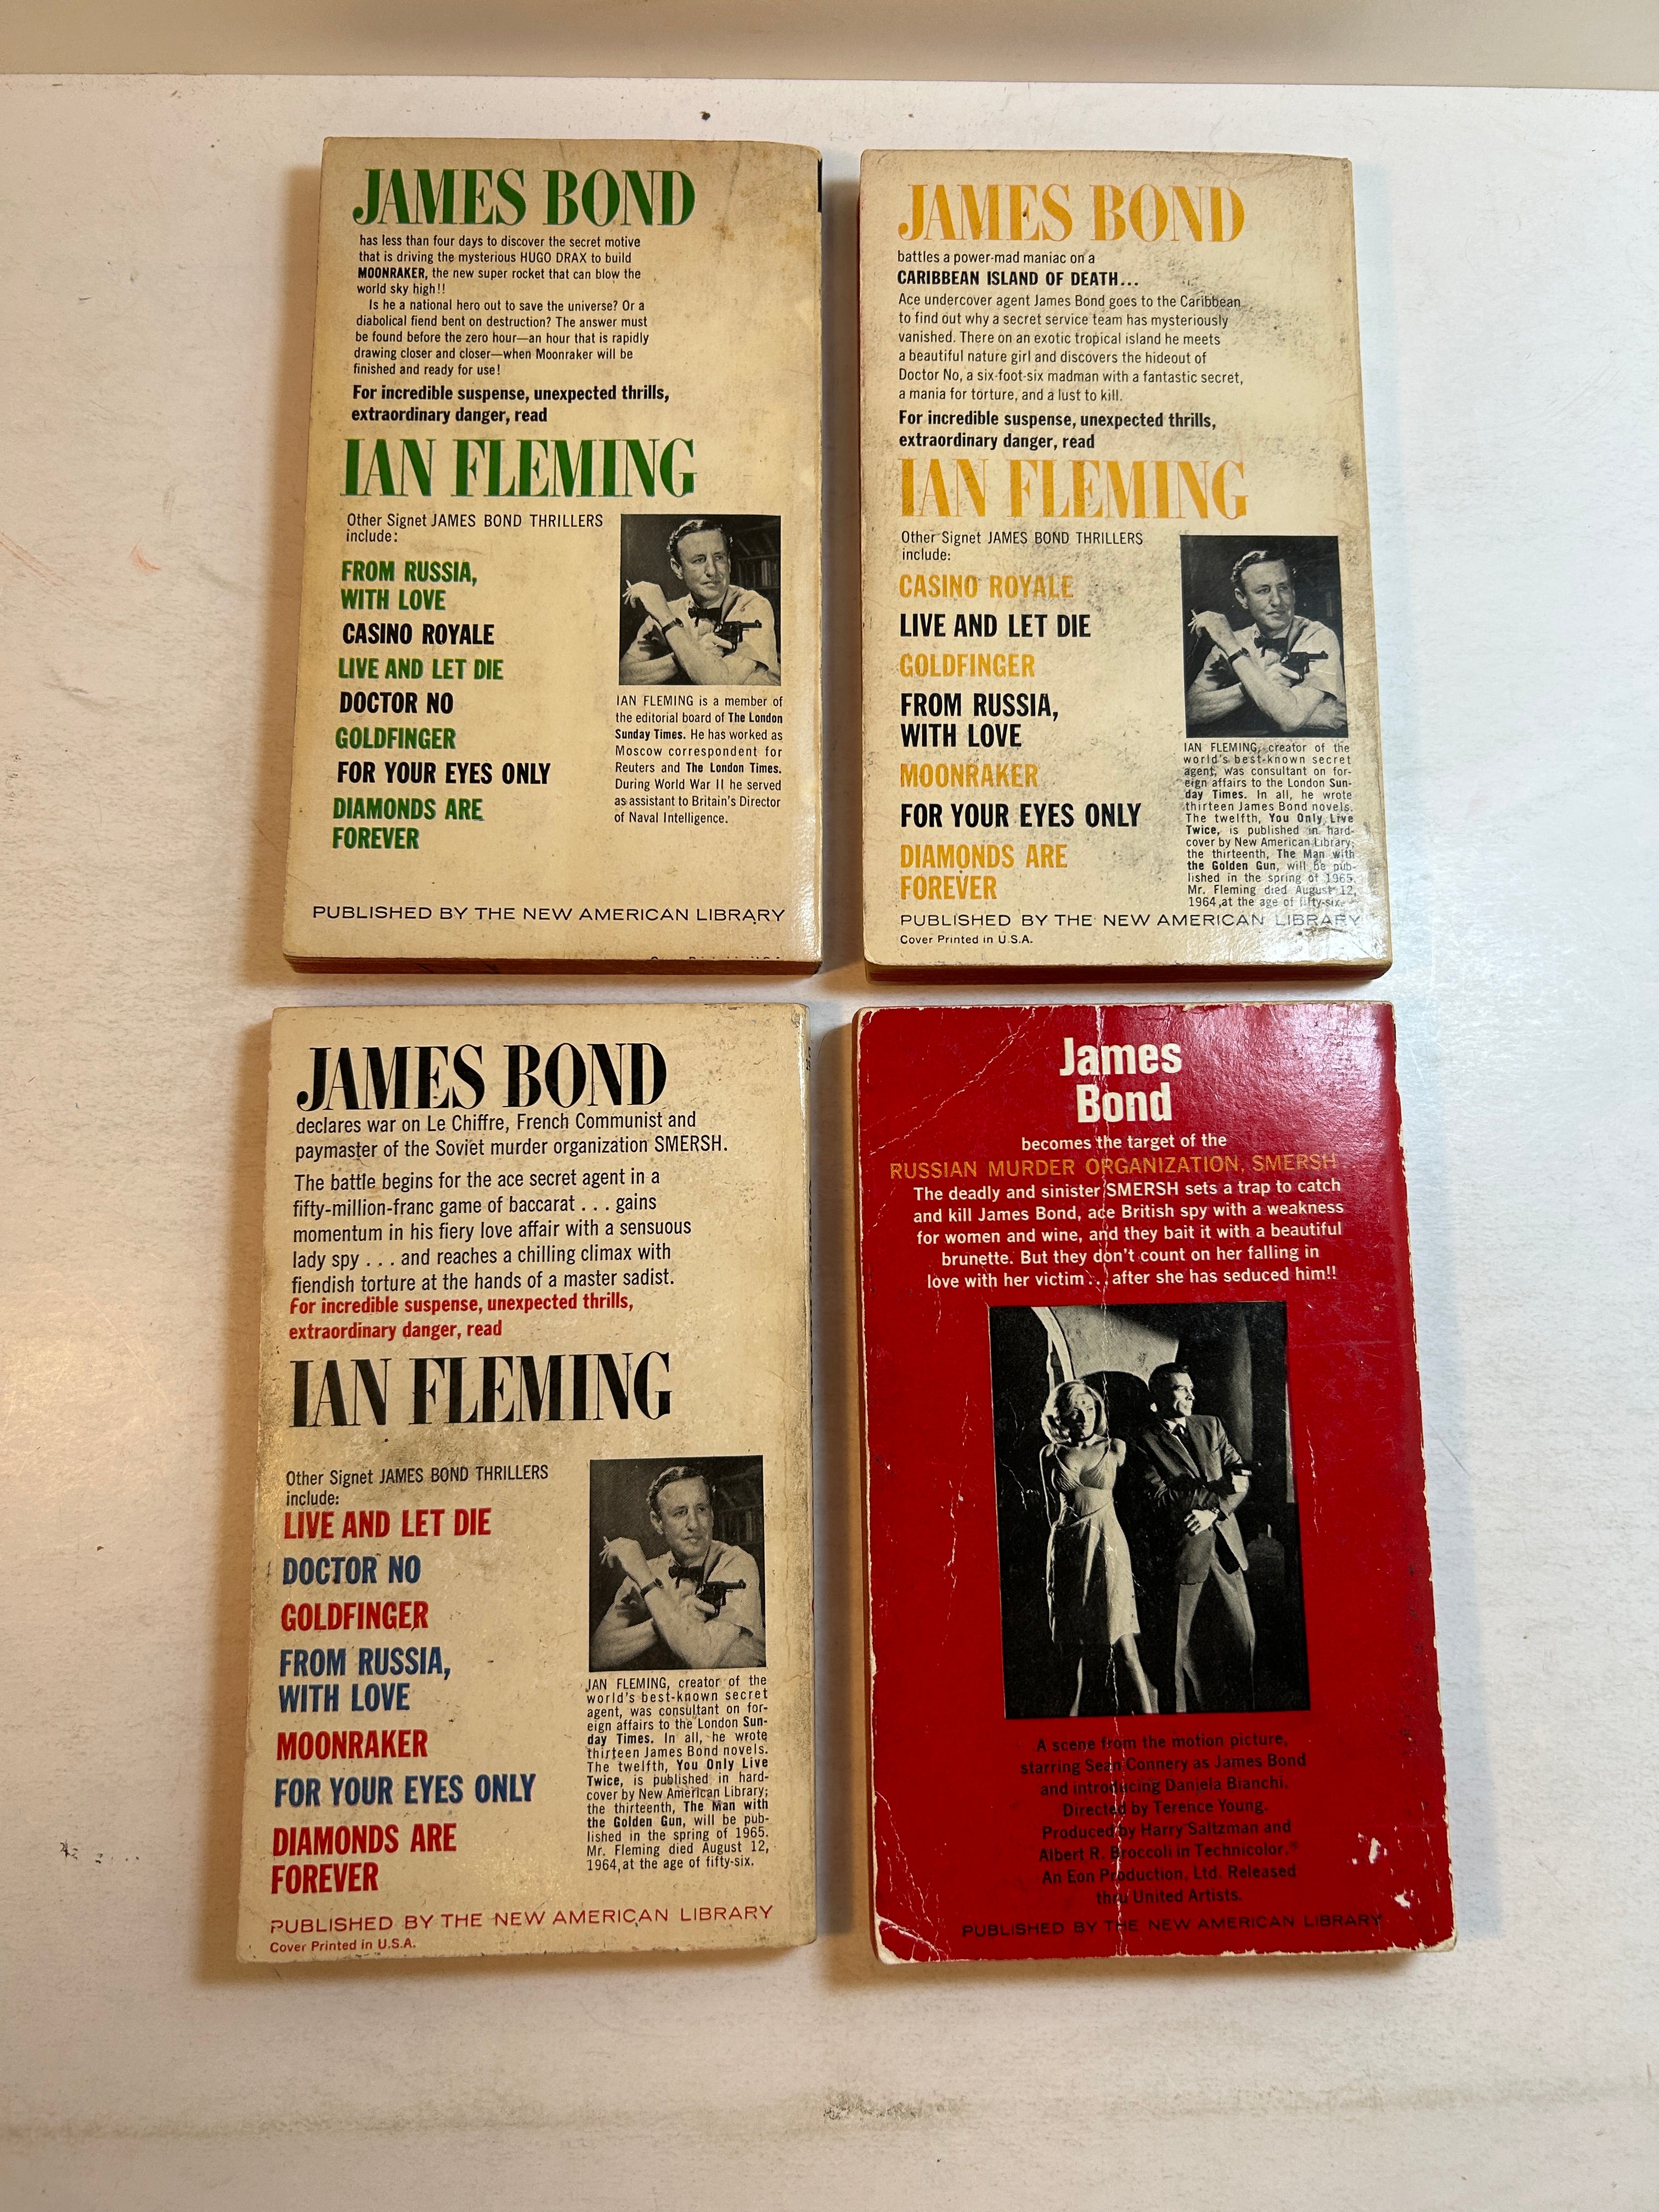 JAMES BOND
has less than four days to discover the secret motive
that is driving the mysterious HUGO DRAX to build
MOONRAKER, the new super rocket that can blow the
world sky high!!
Is he a national hero out to save the universe? Or a
diabolical fiend bent on destruction? The answer must
be found before the zero hour—an hour that is rapidly
drawing closer and closer—when Moonraker will be
finished and ready for use!
For incredible suspense, unexpected thrills,
extraordinary danger, read
IAN FLEMING
Other Signet JAMES BOND THRILLERS
include:
FROM RUSSIA,
WITH LOVE
CASINO ROYALE
LIVE AND LET DIE
DOCTOR NO
GOLDFINGER
FOR YOUR EYES ONLY
DIAMONDS ARE
FOREVER
IAN FLEMING is a member of
the editorial board of The London
Sunday Times. He has worked as
Moscow correspondent for
Reuters and The London Times.
During World War II he served
as assistant to Britain's Director
of Naval Intelligence.
PUBLISHED BY THE NEW AMERICAN LIBRARY
JAMES BOND
battles a power-mad maniac on a
CARIBBEAN ISLAND OF DEATH...
Ace undercover agent James Bond goes to the Caribbean
to find out why a secret service team has mysteriously
vanished. There on an exotic tropical island he meets
a beautiful nature girl and discovers the hideout of
Doctor No, a six-foot-six madman with a fantastic secret,
a mania for torture, and a lust to kill.
For incredible suspense, unexpected thrills,
extraordinary danger, read
IAN FLEMING
Other Signet JAMES BOND THRILLERS
include:
CASINO ROYALE
LIVE AND LET DIE
GOLDFINGER
FROM RUSSIA,
WITH LOVE
MOONRAKER
FOR YOUR EYES ONLY
DIAMONDS ARE
FOREVER
IAN FLEMING, creator of the
world's best-known secret
agent, was consultant on for-
eign affairs to the London Sun-
day Times. In all, he wrote
thirteen James Bond novels.
The twelfth, You Only Live
Twice, is published in hard-
cover by New American Library;
the thirteenth, The Man with
the Golden Gun, will be pub-
lished in the spring of 1965.
Mr. Fleming died August 12,
1964, at the age of fifty-six.
PUBLISHED BY THE NEW AMERICAN LIBRARY
Cover Printed in U.S.A.
JAMES BOND
declares war on Le Chiffre, French Communist and
paymaster of the Soviet murder organization SMERSH.
The battle begins for the ace secret agent in a
fifty-million-franc game of baccarat . . . gains
momentum in his fiery love affair with a sensuous
lady spy . . . and reaches a chilling climax with
fiendish torture at the hands of a master sadist.
For incredible suspense, unexpected thrills,
extraordinary danger, read
IAN FLEMING
Other Signet JAMES BOND THRILLERS
include:
LIVE AND LET DIE
DOCTOR NO
GOLDFINGER
FROM RUSSIA,
WITH LOVE
MOONRAKER
FOR YOUR EYES ONLY
DIAMONDS ARE
FOREVER
IAN FLEMING, creator of the
world's best-known secret
agent, was consultant on for-
eign affairs to the London Sun-
day Times. In all, he wrote
thirteen James Bond novels.
The twelfth, You Only Live
Twice, is published in hard-
cover by New American Library;
the thirteenth, The Man with
the Golden Gun, will be pub-
lished in the spring of 1965.
Mr. Fleming died August 12,
1964, at the age of fifty-six.
PUBLISHED BY THE NEW AMERICAN LIBRARY
Cover Printed in U.S.A.
James
Bond
becomes the target of the
RUSSIAN MURDER ORGANIZATION, SMERSH.
The deadly and sinister SMERSH sets a trap to catch
and kill James Bond, ace British spy with a weakness
for women and wine, and they bait it with a beautiful
brunette. But they don't count on her falling in
love with her victim...after she has seduced him!!
A scene from the motion picture,
starring Sean Connery as James Bond
and introducing Daniela Bianchi.
Directed by Terence Young.
Produced by Harry Saltzman and
Albert R. Broccoli in Technicolor.®
An Eon Production, Ltd. Released
thru United Artists.
PUBLISHED BY THE NEW AMERICAN LIBRARY